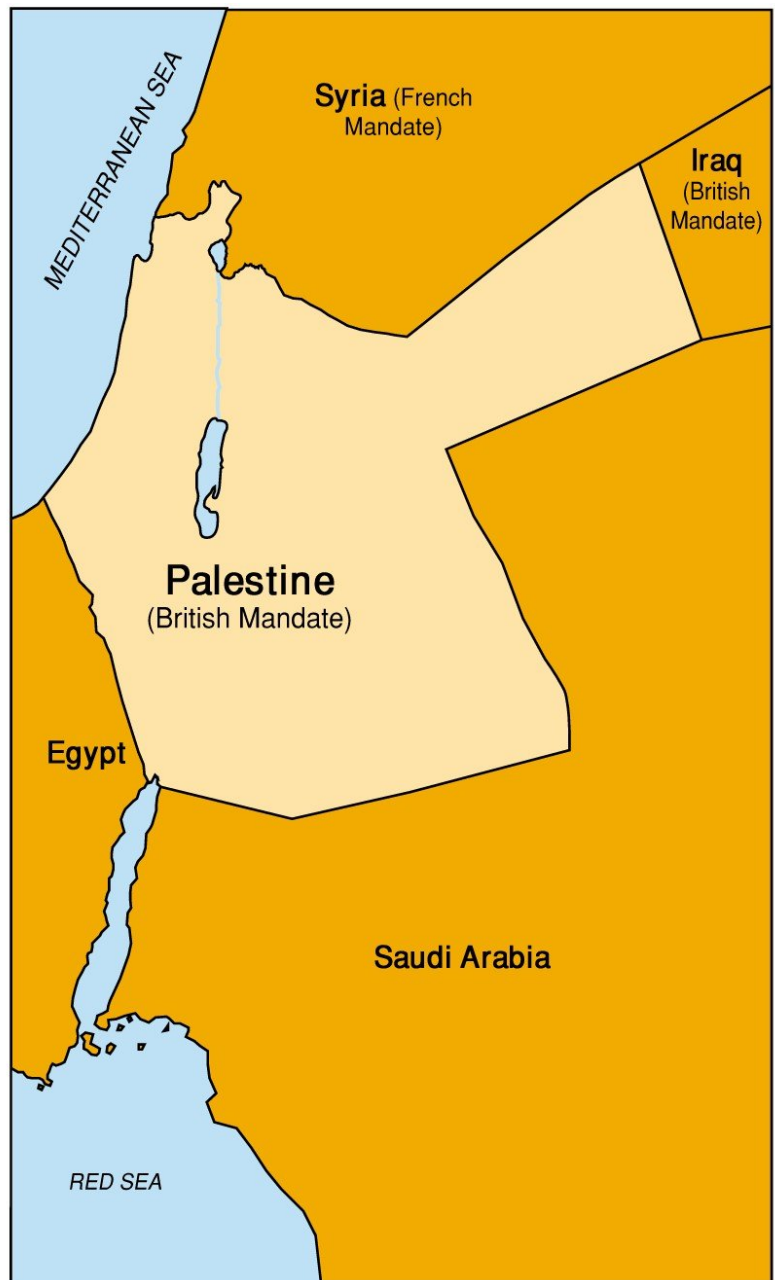 MEDITERRANEAN SEA
Syria (French
Mandate)
Iraq
(British
Mandate)
Palestine
(British Mandate)
Egypt
Saudi Arabia
RED SEA